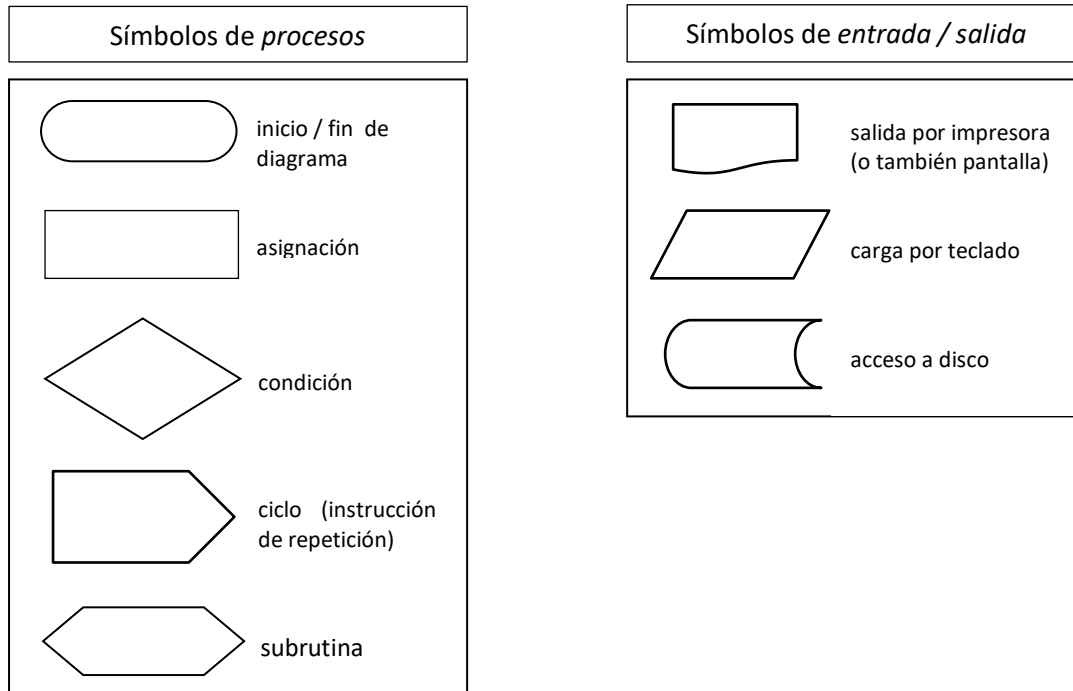 Símbolos de procesos
inicio / fin de
diagrama
asignación
condición
ciclo (instrucción
de repetición)
subrutina
Símbolos de entrada / salida
salida por impresora
(o también pantalla)
carga por teclado
acceso a disco